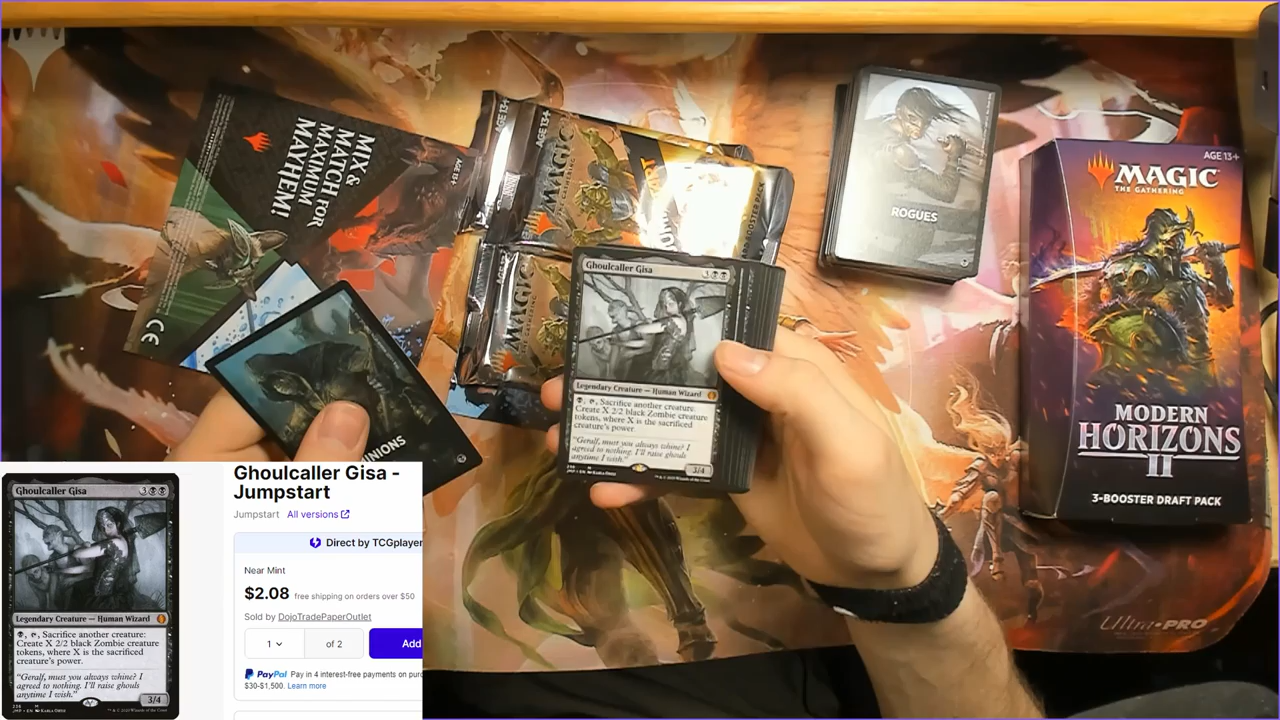 MIX &
MATCH FOR
MAXIMUM
MAYHEM!
AGE 13+
AGE 13+
MAGIC
MAGIC
ROGUES
AGE 13+
MAGIC
THE GATHERING
MODERN
HORIZONS
II
3-BOOSTER DRAFT PACK
Ultra•PRO
Ghoulcaller Gisa
Legendary Creature — Human Wizard
, Sacrifice another creature:
Create X 2/2 black Zombie creature
tokens, where X is the sacrificed
creature's power.
"Geralf, must you always whine? I
agreed to nothing. I'll raise ghouls
anytime I wish."
3/4
INIONS
Ghoulcaller Gisa 3
Legendary Creature — Human Wizard
, Sacrifice another creature:
Create X 2/2 black Zombie creature
tokens, where X is the sacrificed
creature's power.
"Geralf, must you always whine? I
agreed to nothing. I'll raise ghouls
anytime I wish."
3/4
Ghoulcaller Gisa -
Jumpstart
Jumpstart All versions
Direct by TCGplayer
Near Mint
$2.08 free shipping on orders over $50
Sold by DojoTradePaperOutlet
1 of 2 Add
PayPal Pay in 4 interest-free payments on purc
$30-$1,500. Learn more